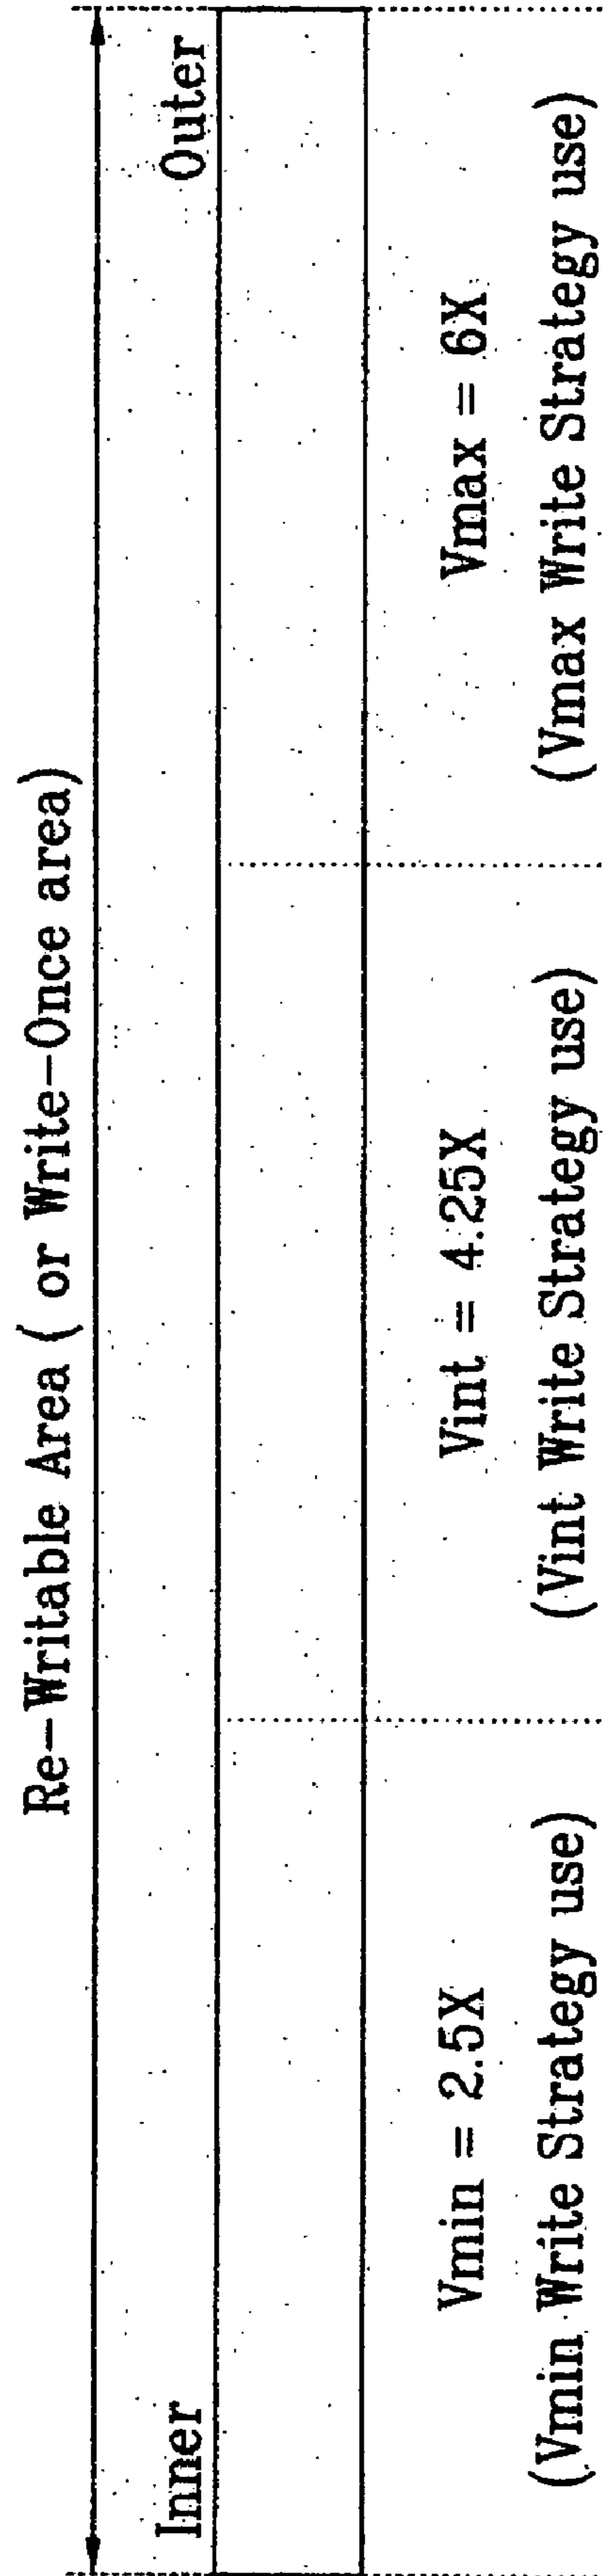 Re-Writable Area ( or Write-Once area)
Inner
Outer
Vmin = 2.5X
(Vmin Write Strategy use)
Vint = 4.25X
(Vint Write Strategy use)
Vmax = 6X
(Vmax Write Strategy use)